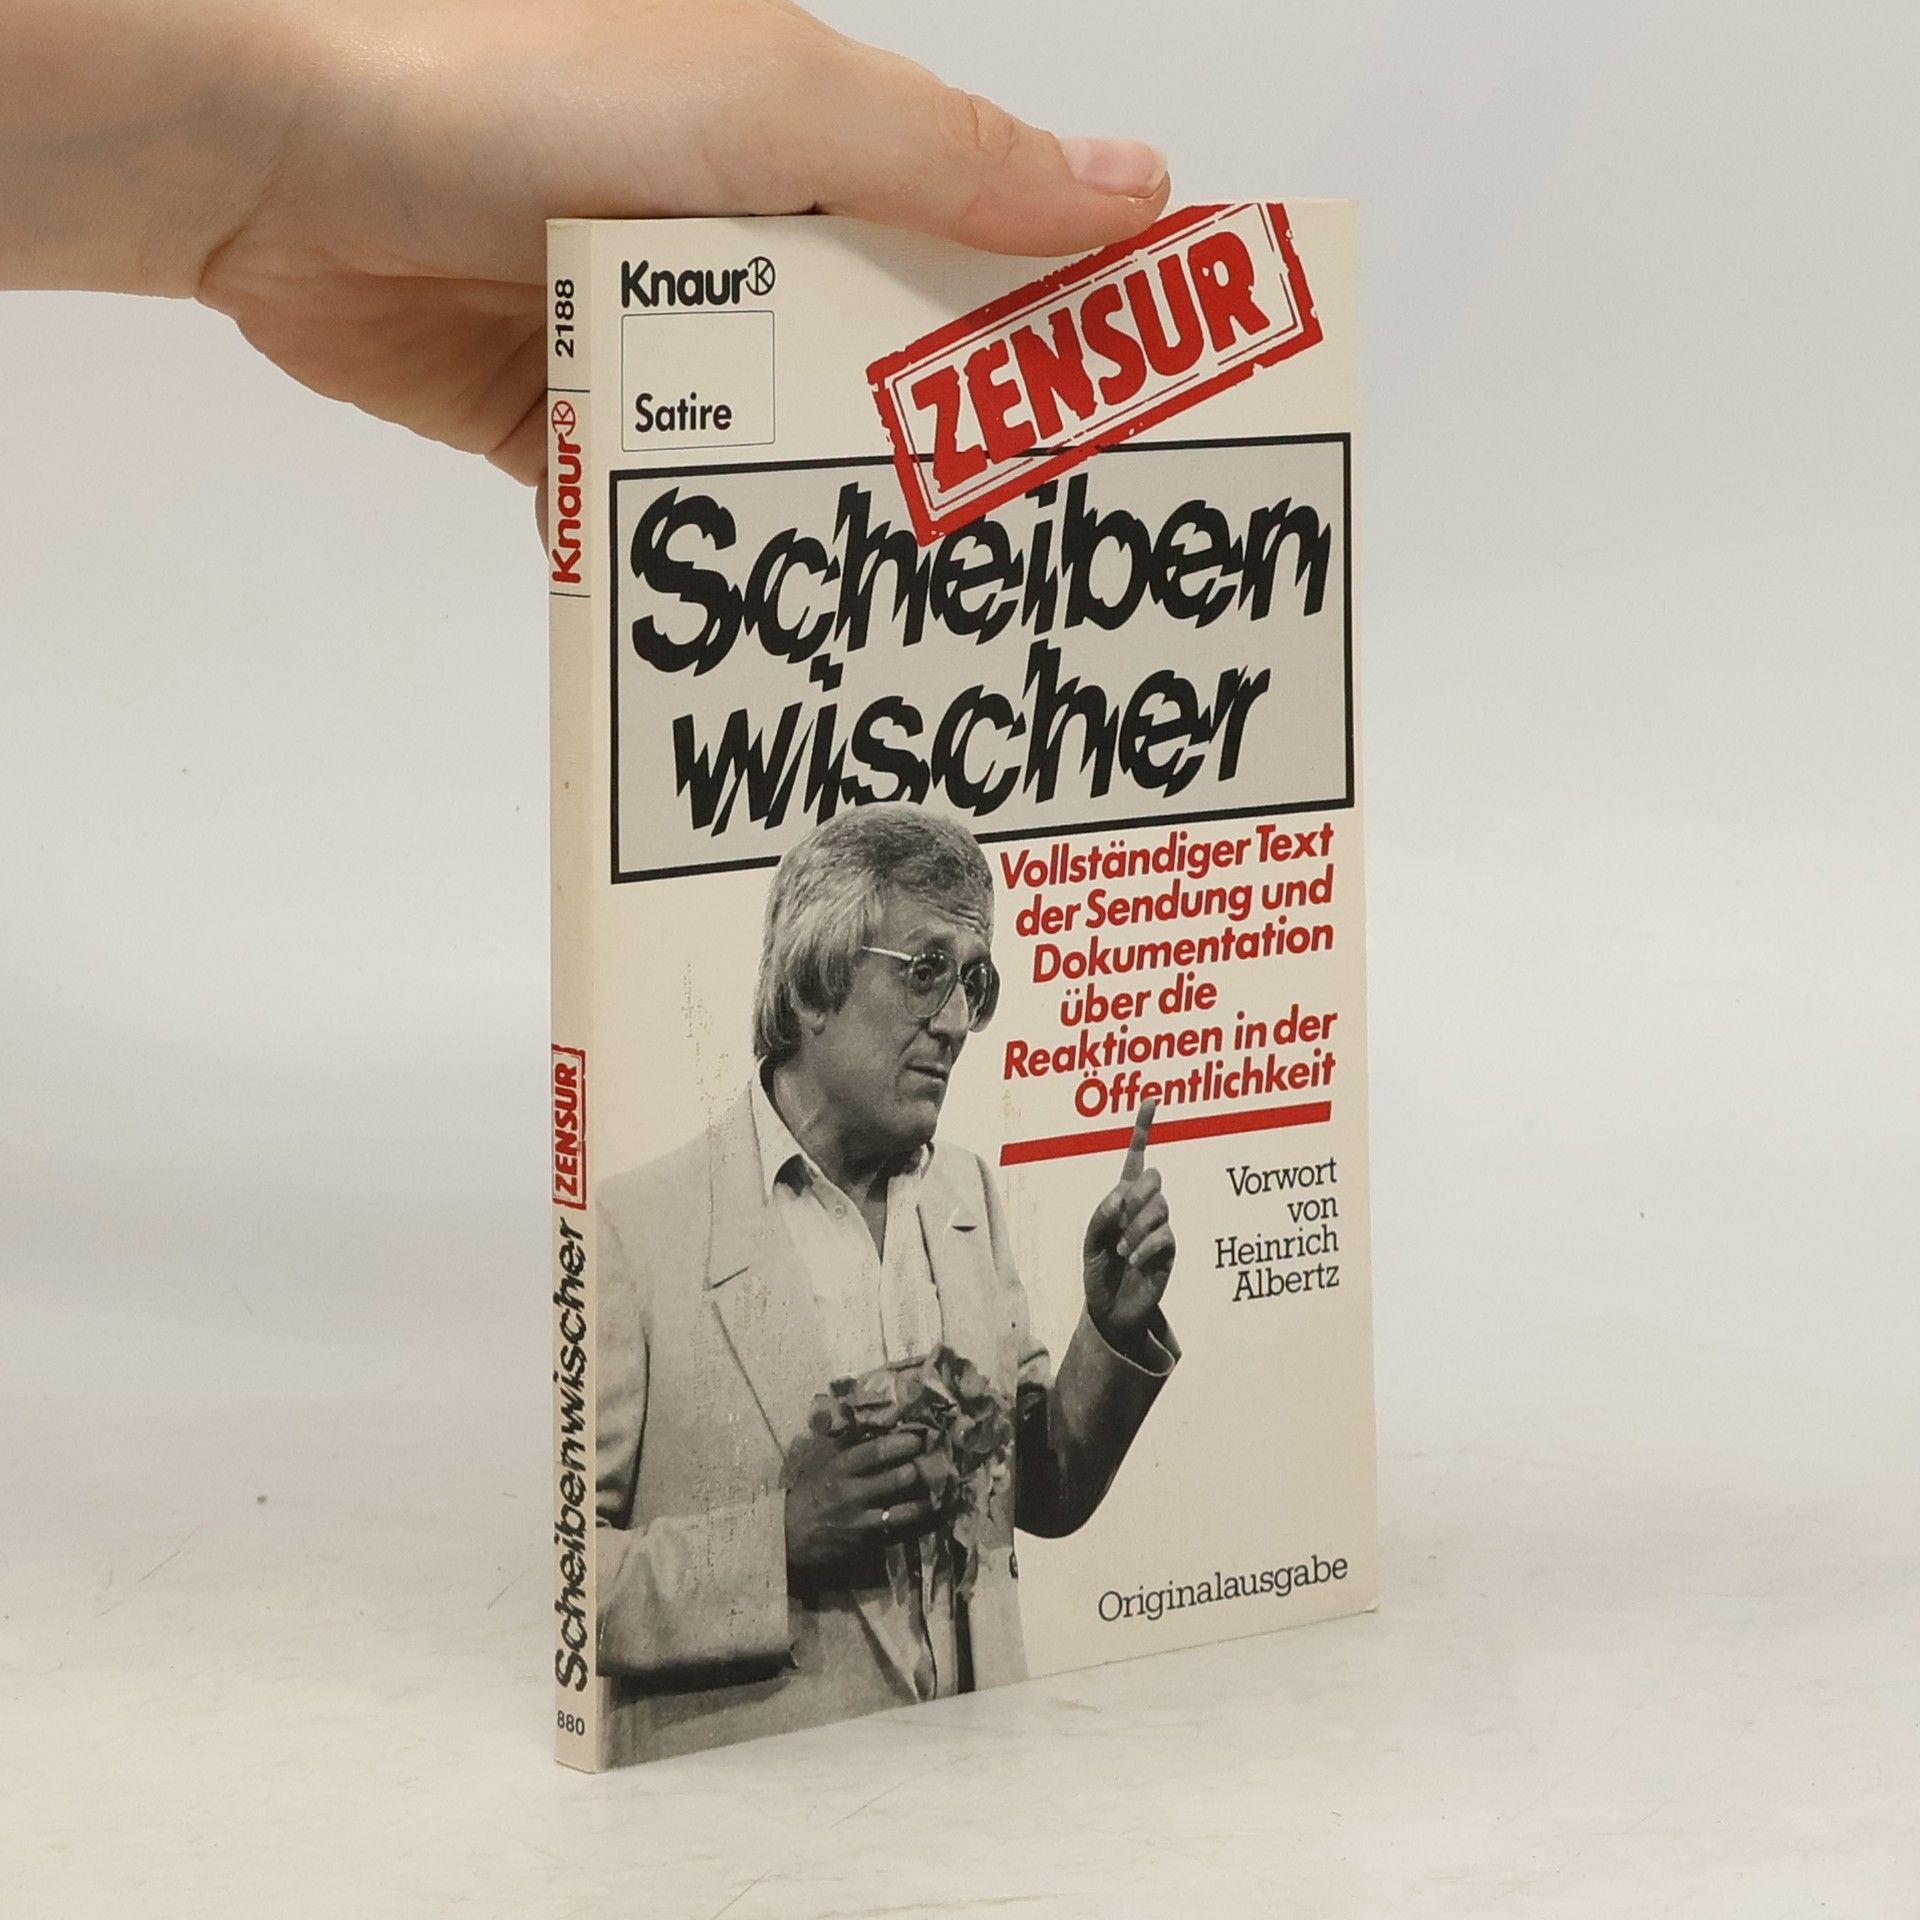 Knaur
Satire
ZENSUR
Scheiben
wischer
Vollständiger Text
der Sendung und
Dokumentation
über die
Reaktionen in der
Öffentlichkeit
Vorwort
von
Heinrich
Albertz
Originalausgabe
2188
Knaur
ZENSUR
Scheibenwischer
880